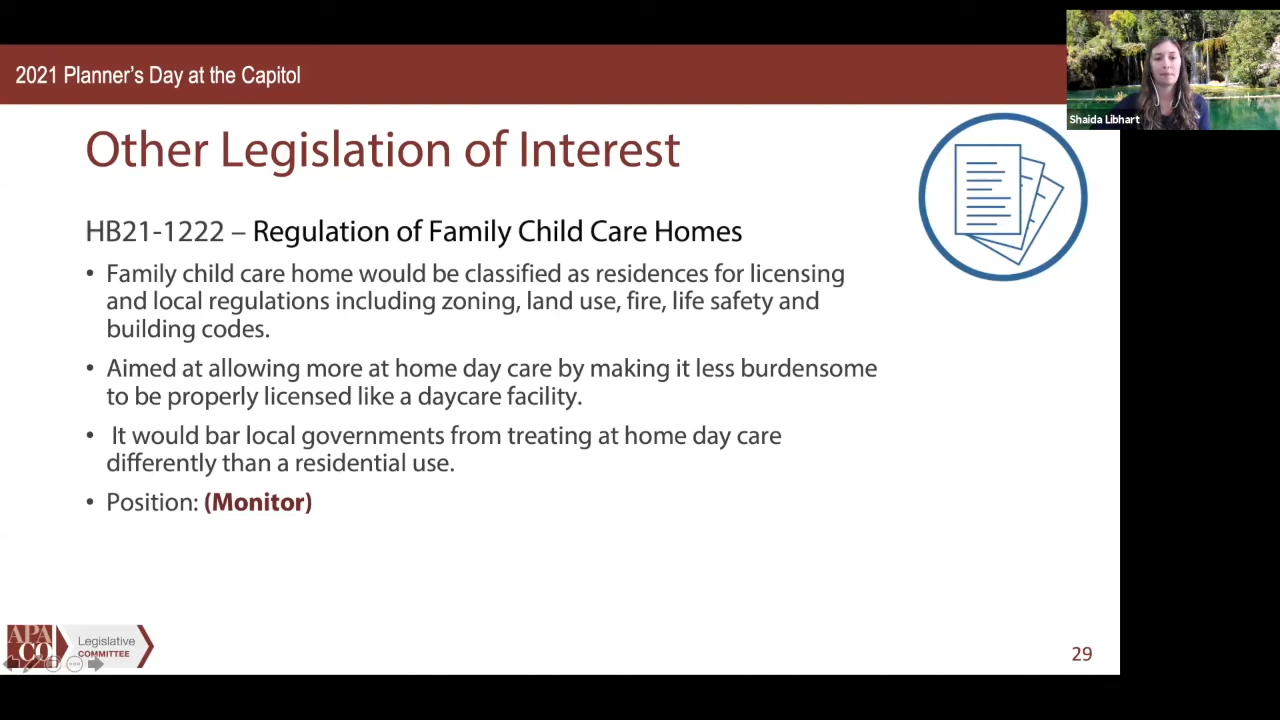 2021 Planner's Day at the Capitol
Shaida Libhart
Other Legislation of Interest
HB21-1222 – Regulation of Family Child Care Homes
• Family child care home would be classified as residences for licensing
and local regulations including zoning, land use, fire, life safety and
building codes.
• Aimed at allowing more at home day care by making it less burdensome
to be properly licensed like a daycare facility.
• It would bar local governments from treating at home day care
differently than a residential use.
• Position: (Monitor)
APA
CO
Legislative
COMMITTEE
29